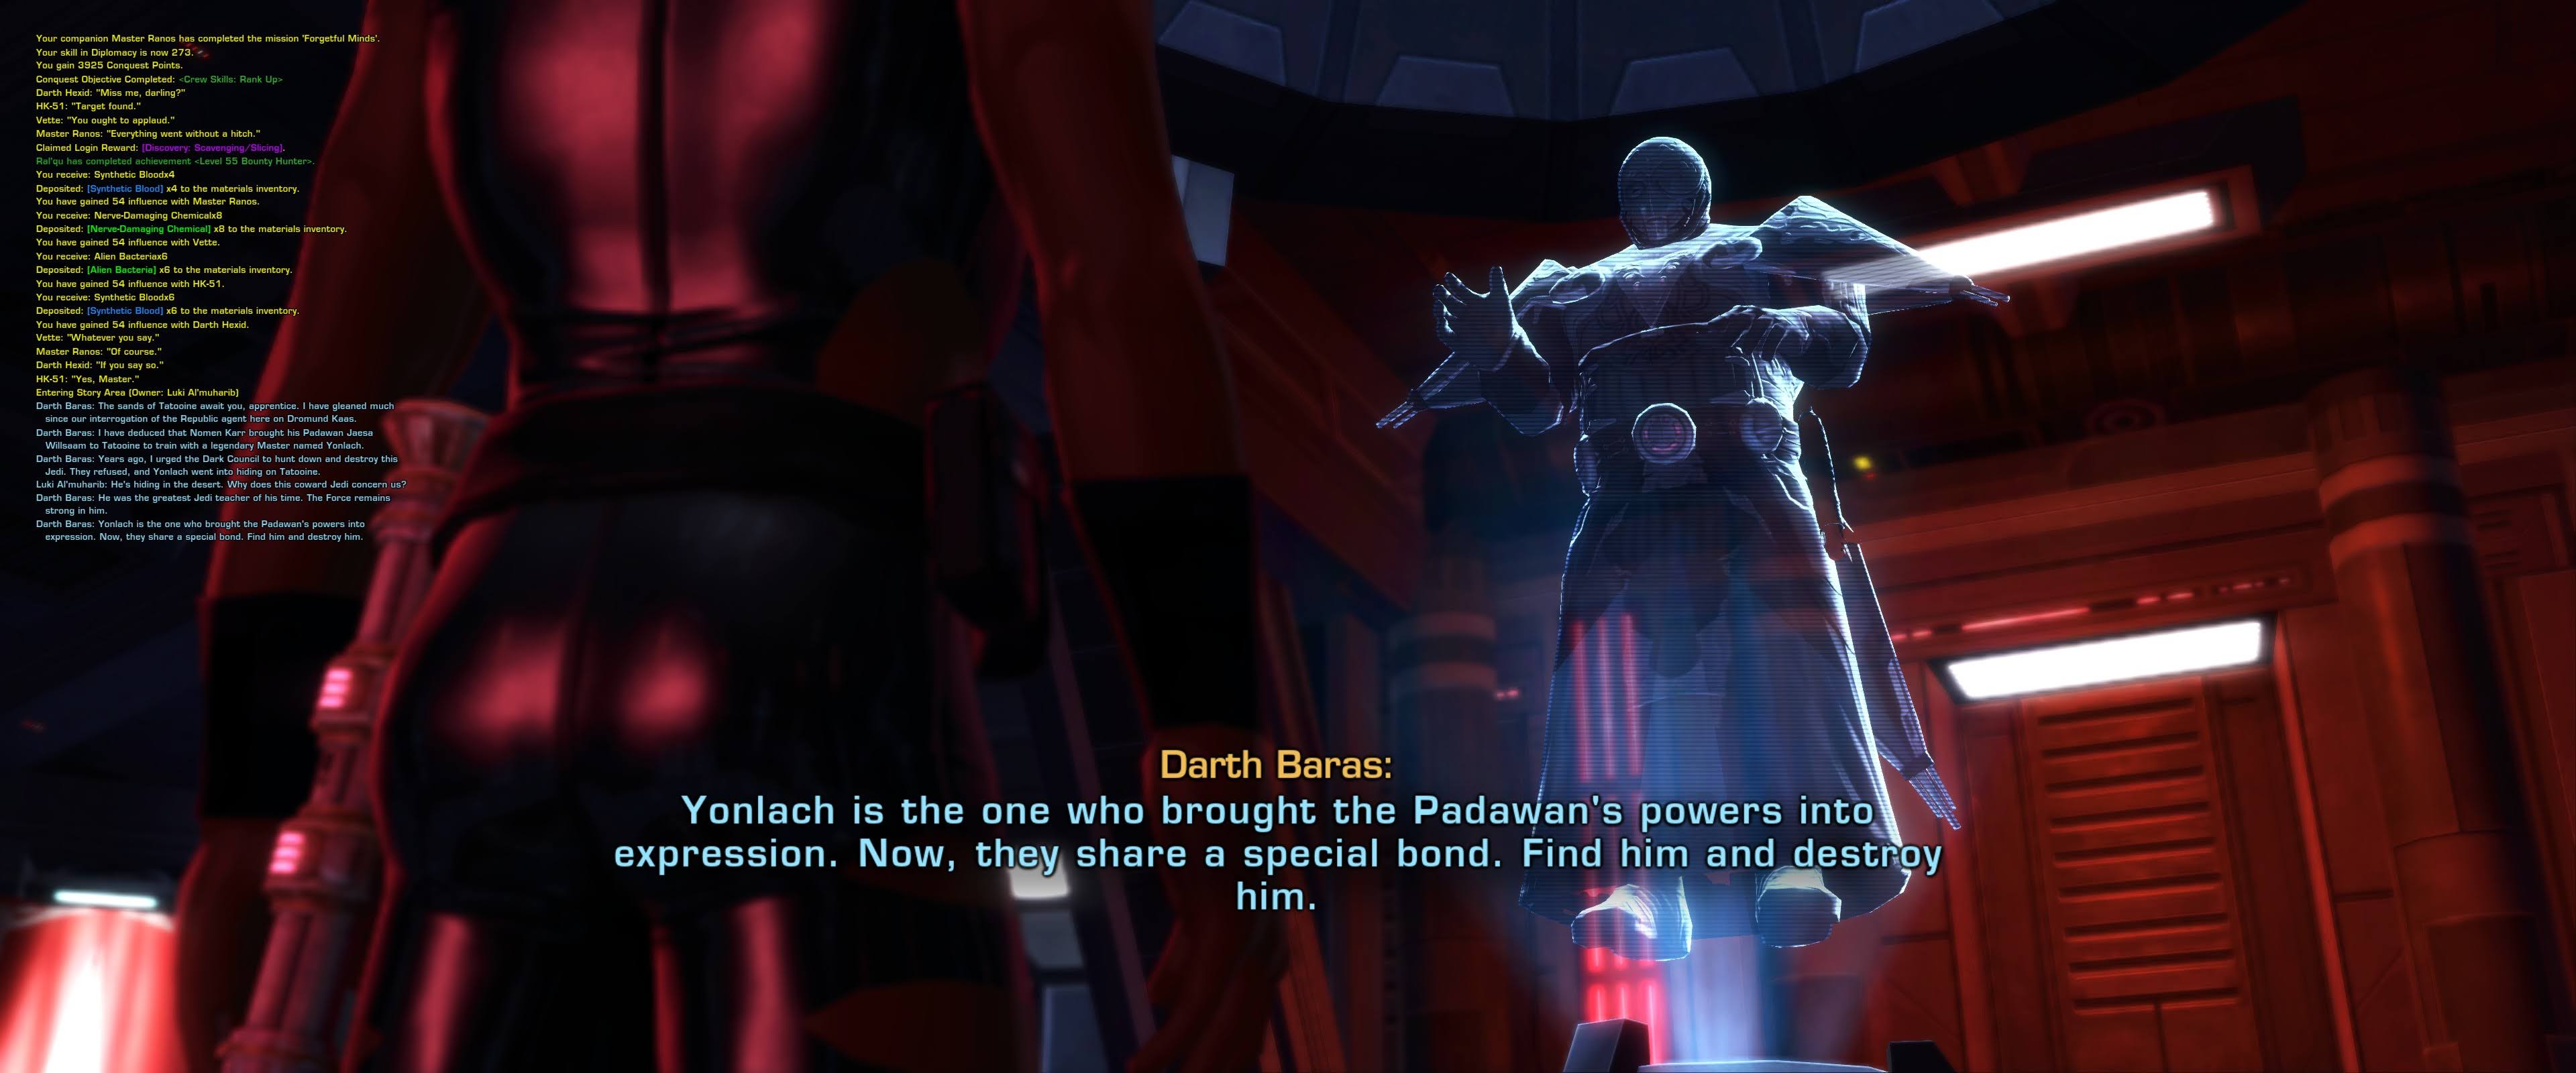 Your companion Master Ranos has completed the mission 'Forgetful Minds'.
Your skill in Diplomacy is now 273.
You gain 3925 Conquest Points.
Conquest Objective Completed: <Crew Skills: Rank Up>
Darth Hexid: "Miss me, darling?"
HK-51: "Target found."
Vette: "You ought to applaud."
Master Ranos: "Everything went without a hitch."
Claimed Login Reward: [Discovery: Scavenging/Slicing].
Ral'qu has completed achievement <Level 55 Bounty Hunter>.
You receive: Synthetic Bloodx4
Deposited: [Synthetic Blood] x4 to the materials inventory.
You have gained 54 influence with Master Ranos.
You receive: Nerve-Damaging Chemicalx8
Deposited: [Nerve-Damaging Chemical] x8 to the materials inventory.
You have gained 54 influence with Vette.
You receive: Alien Bacteriax6
Deposited: [Alien Bacteria] x6 to the materials inventory.
You have gained 54 influence with HK-51.
You receive: Synthetic Bloodx6
Deposited: [Synthetic Blood] x6 to the materials inventory.
You have gained 54 influence with Darth Hexid.
Vette: "Whatever you say."
Master Ranos: "Of course."
Darth Hexid: "If you say so."
HK-51: "Yes, Master."
Entering Story Area (Owner: Luki Al'muharib)
Darth Baras: The sands of Tatooine await you, apprentice. I have gleaned much
since our interrogation of the Republic agent here on Dromund Kaas.
Darth Baras: I have deduced that Nomen Karr brought his Padawan Jaesa
Willsaam to Tatooine to train with a legendary Master named Yonlach.
Darth Baras: Years ago, I urged the Dark Council to hunt down and destroy this
Jedi. They refused, and Yonlach went into hiding on Tatooine.
Luki Al'muharib: He's hiding in the desert. Why does this coward Jedi concern us?
Darth Baras: He was the greatest Jedi teacher of his time. The Force remains
strong in him.
Darth Baras: Yonlach is the one who brought the Padawan's powers into
expression. Now, they share a special bond. Find him and destroy him.
Darth Baras:
Yonlach is the one who brought the Padawan's powers into
expression. Now, they share a special bond. Find him and destroy
him.